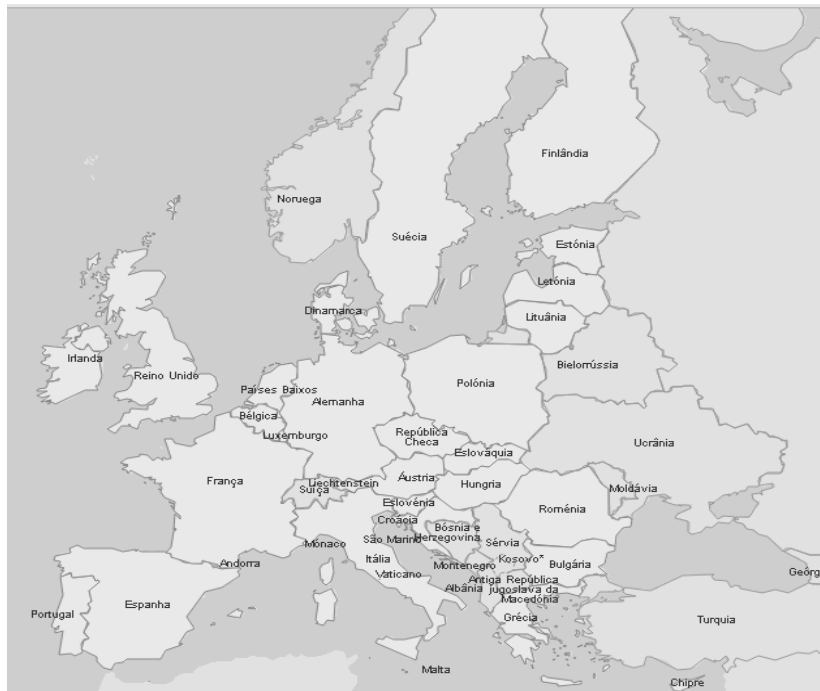 Finlândia
Noruega
Suécia
Estónia
Letónia
Dinamarca
Lituânia
Irlanda
Bielorrússia
Reino Unido
Polónia
Países Baixos
Alemanha
Bélgica
República
Checa
Luxemburgo
Ucrânia
Eslováquia
França
Áustria
Liechtenstein
Hungria
Suíça
Moldávia
Eslovénia
Roménia
Croácia
Bósnia e
Herzegovina
São Marino
Sérvia
Mónaco
Itália
Kosovo*
Andorra
Bulgária
Montenegro
Geórg
Vaticano
Antiga República
jugoslava da
Macedónia
Albânia
Espanha
Portugal
Grécia
Turquia
Malta
Chipre